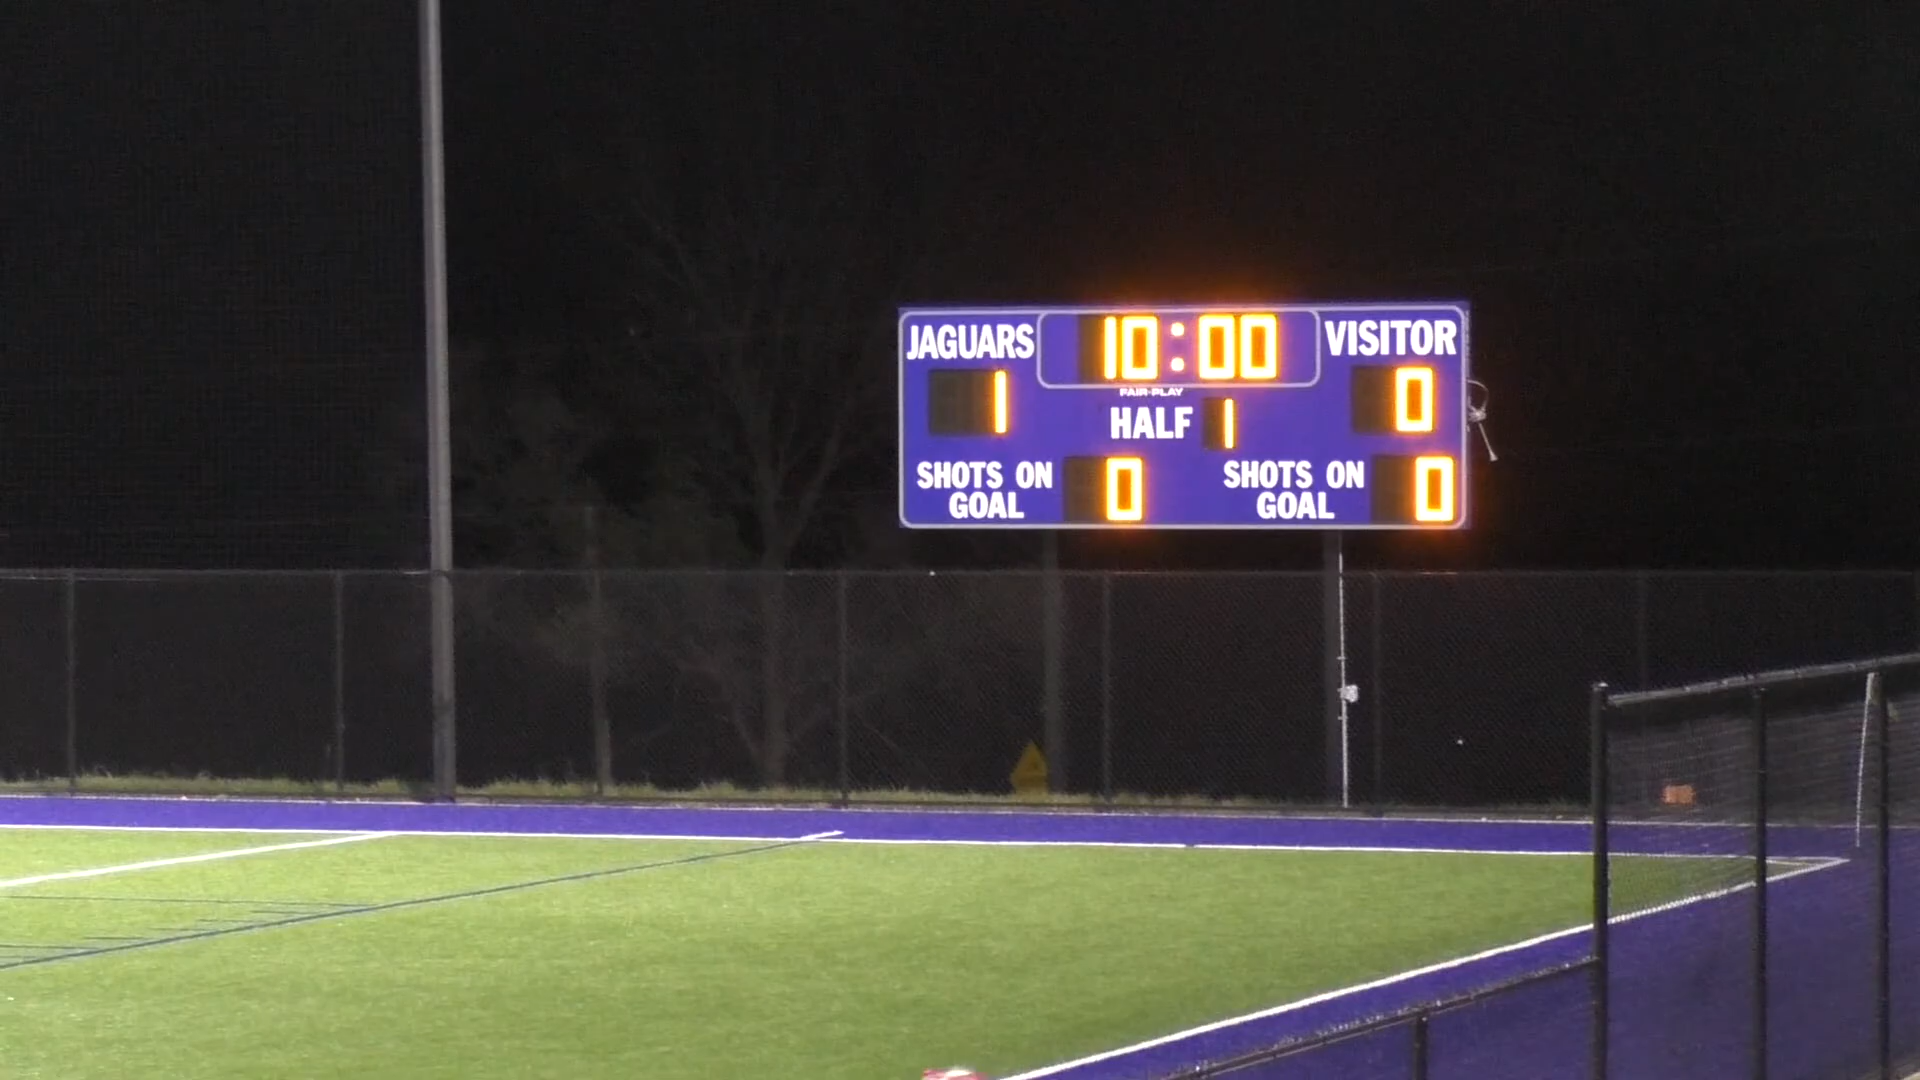 JAGUARS 10:00 VISITOR
1 FAIR-PLAY 0
HALF 1
SHOTS ON GOAL 0 SHOTS ON GOAL 0